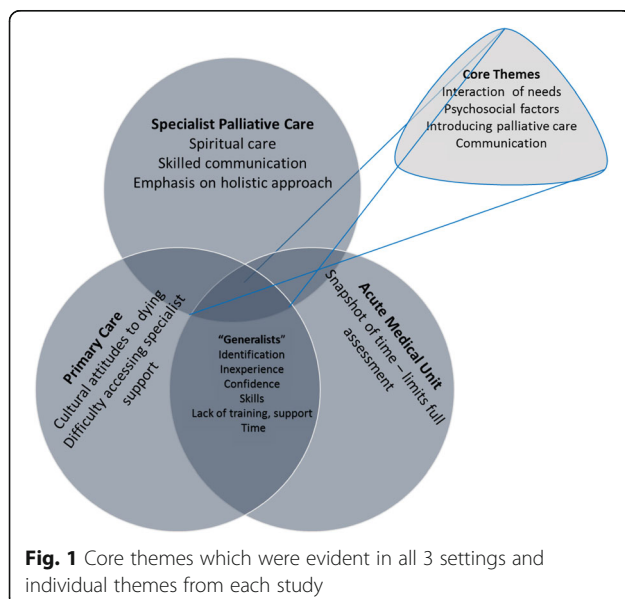 Specialist Palliative Care
Spiritual care
Skilled communication
Emphasis on holistic approach
Core Themes
Interaction of needs
Psychosocial factors
Introducing palliative care
Communication
Primary Care
Cultural attitudes to dying
Difficulty accessing specialist
support
"Generalists"
Identification
Inexperience
Confidence
Skills
Lack of training, support
Time
Acute Medical Unit
Snapshot of time – limits full
assessment
Fig. 1 Core themes which were evident in all 3 settings and
individual themes from each study